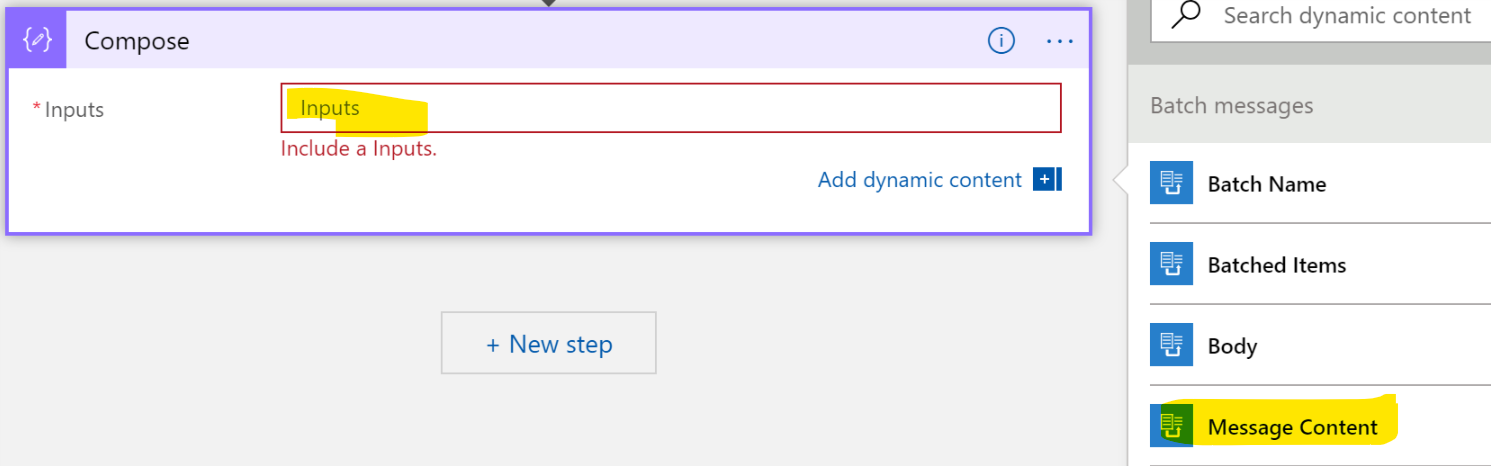 Compose
* Inputs
Inputs
Include a Inputs.
Add dynamic content
+ New step
Search dynamic content
Batch messages
Batch Name
Batched Items
Body
Message Content